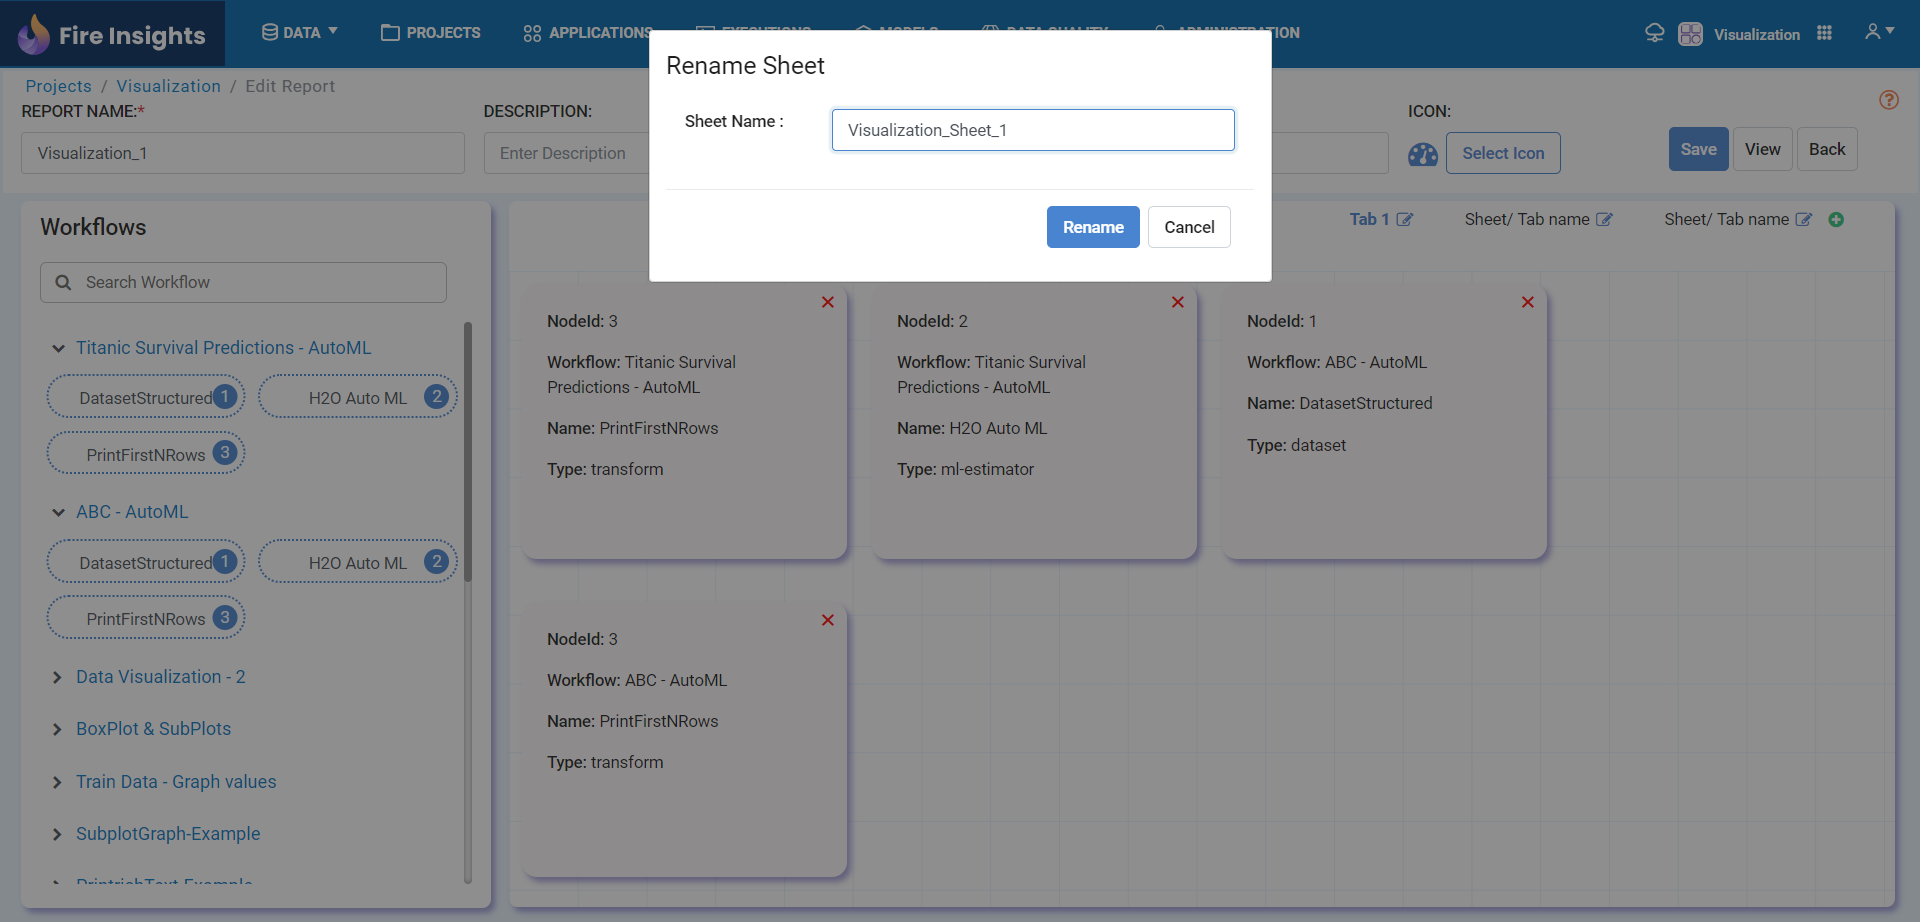 Fire Insights
DATA
PROJECTS
APPLICATIONS
EXECUTIONS
MODELS
DATA QUALITY
ADMINISTRATION
Visualization
Projects / Visualization / Edit Report
REPORT NAME:*
Visualization_1
DESCRIPTION:
Enter Description
ICON:
Select Icon
Save
View
Back
Rename Sheet
Sheet Name :
Visualization_Sheet_1
Rename
Cancel
Workflows
Search Workflow
Titanic Survival Predictions - AutoML
DatasetStructured 1
H2O Auto ML 2
PrintFirstNRows 3
ABC - AutoML
DatasetStructured 1
H2O Auto ML 2
PrintFirstNRows 3
Data Visualization - 2
BoxPlot & SubPlots
Train Data - Graph values
SubplotGraph-Example
Tab 1
Sheet/ Tab name
Sheet/ Tab name
NodeId: 3
Workflow: Titanic Survival
Predictions - AutoML
Name: PrintFirstNRows
Type: transform
NodeId: 2
Workflow: Titanic Survival
Predictions - AutoML
Name: H2O Auto ML
Type: ml-estimator
NodeId: 1
Workflow: ABC - AutoML
Name: DatasetStructured
Type: dataset
NodeId: 3
Workflow: ABC - AutoML
Name: PrintFirstNRows
Type: transform